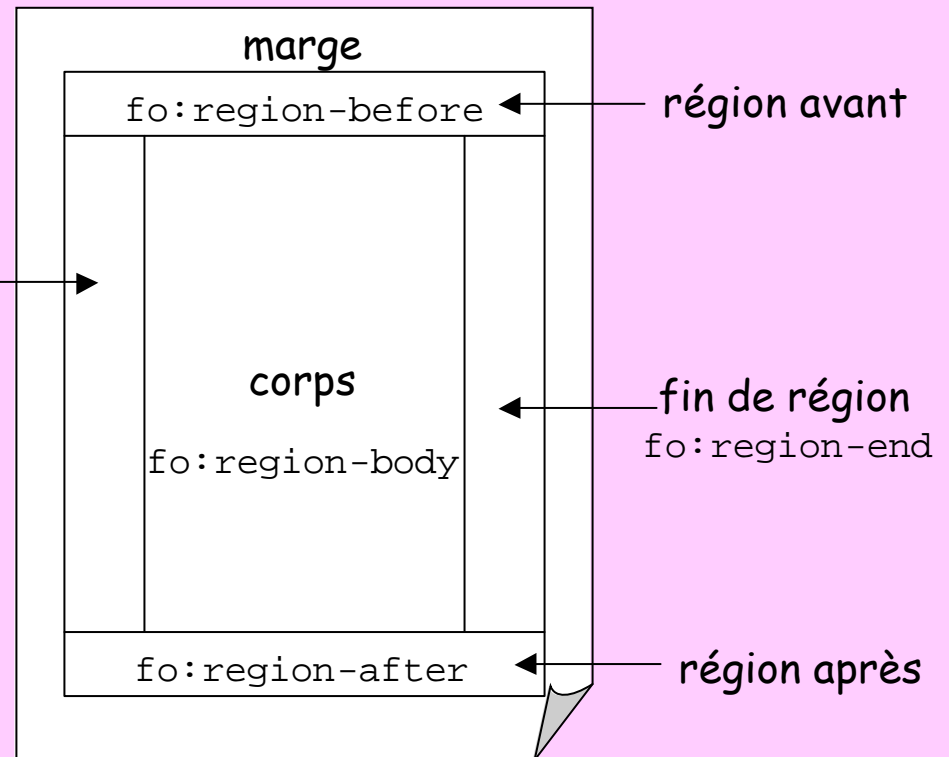 marge
fo:region-before
région avant
corps
fo:region-body
fin de région
fo:region-end
fo:region-after
région après